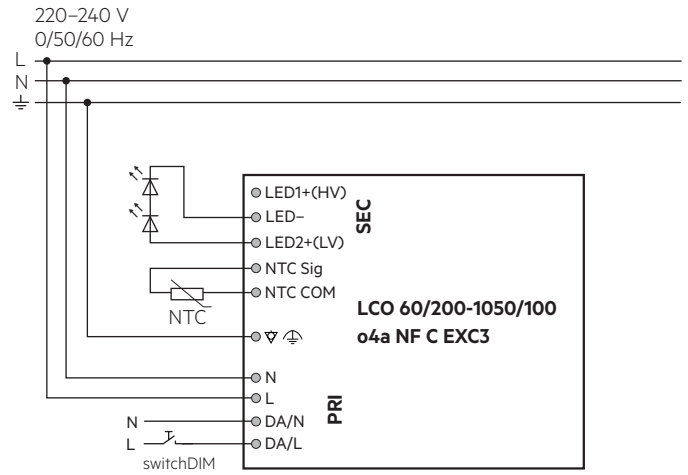 220–240 V
0/50/60 Hz
L
N
LED1+(HV)
LED–
LED2+(LV)
SEC
NTC Sig
NTC COM
NTC
LCO 60/200-1050/100
o4a NF C EXC3
N
L
PRI
N DA/N
L DA/L
switchDIM